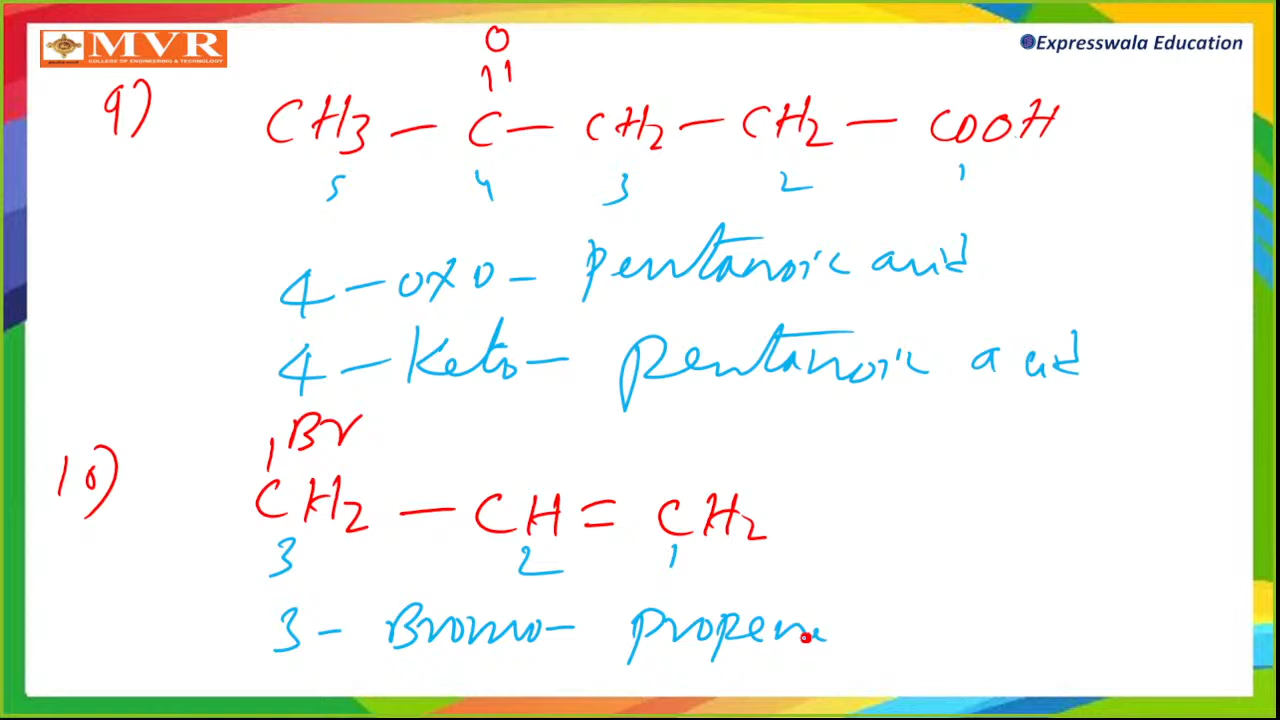 MVR
COLLEGE OF ENGINEERING & TECHNOLOGY
Expresswala Education
O
9) CH3 — C — CH2 — CH2 — COOH
5 4 3 2 1
4 - oxo - pentanoic acid
4 - Keto - pentanoic acid
Br
10) CH2 — CH = CH2
3 2 1
3 - Bromo - propene